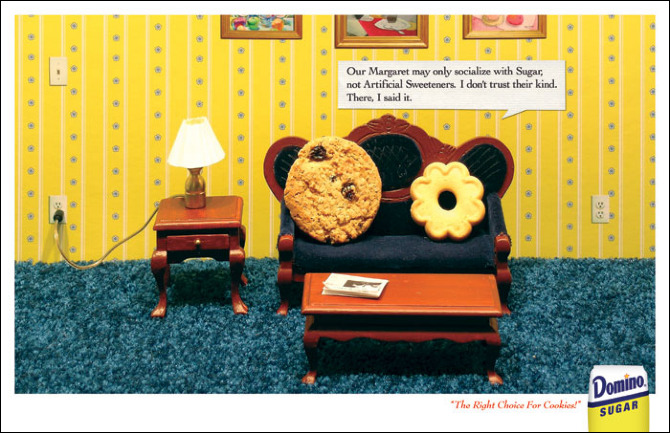 Our Margaret may only socialize with Sugar,
not Artificial Sweeteners. I don't trust their kind.
There, I said it.
"The Right Choice For Cookies!"
Domino
SUGAR